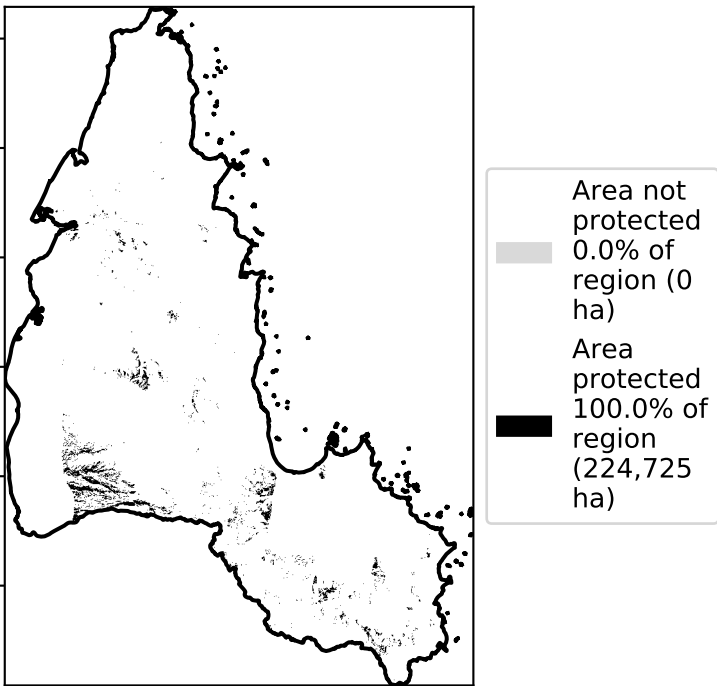 Area not
protected
0.0% of
region (0
ha)
Area
protected
100.0% of
region
(224,725
ha)